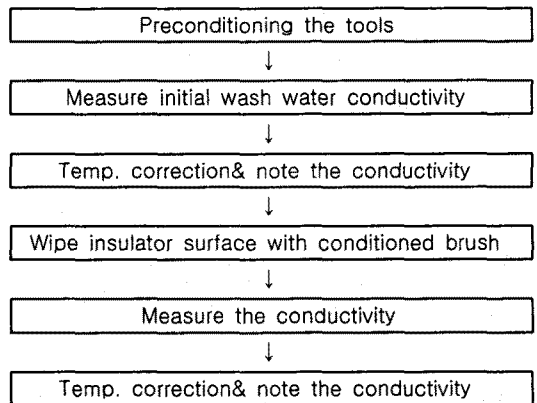 Preconditioning the tools
↓
Measure initial wash water conductivity
↓
Temp. correction& note the conductivity
↓
Wipe insulator surface with conditioned brush
↓
Measure the conductivity
↓
Temp. correction& note the conductivity